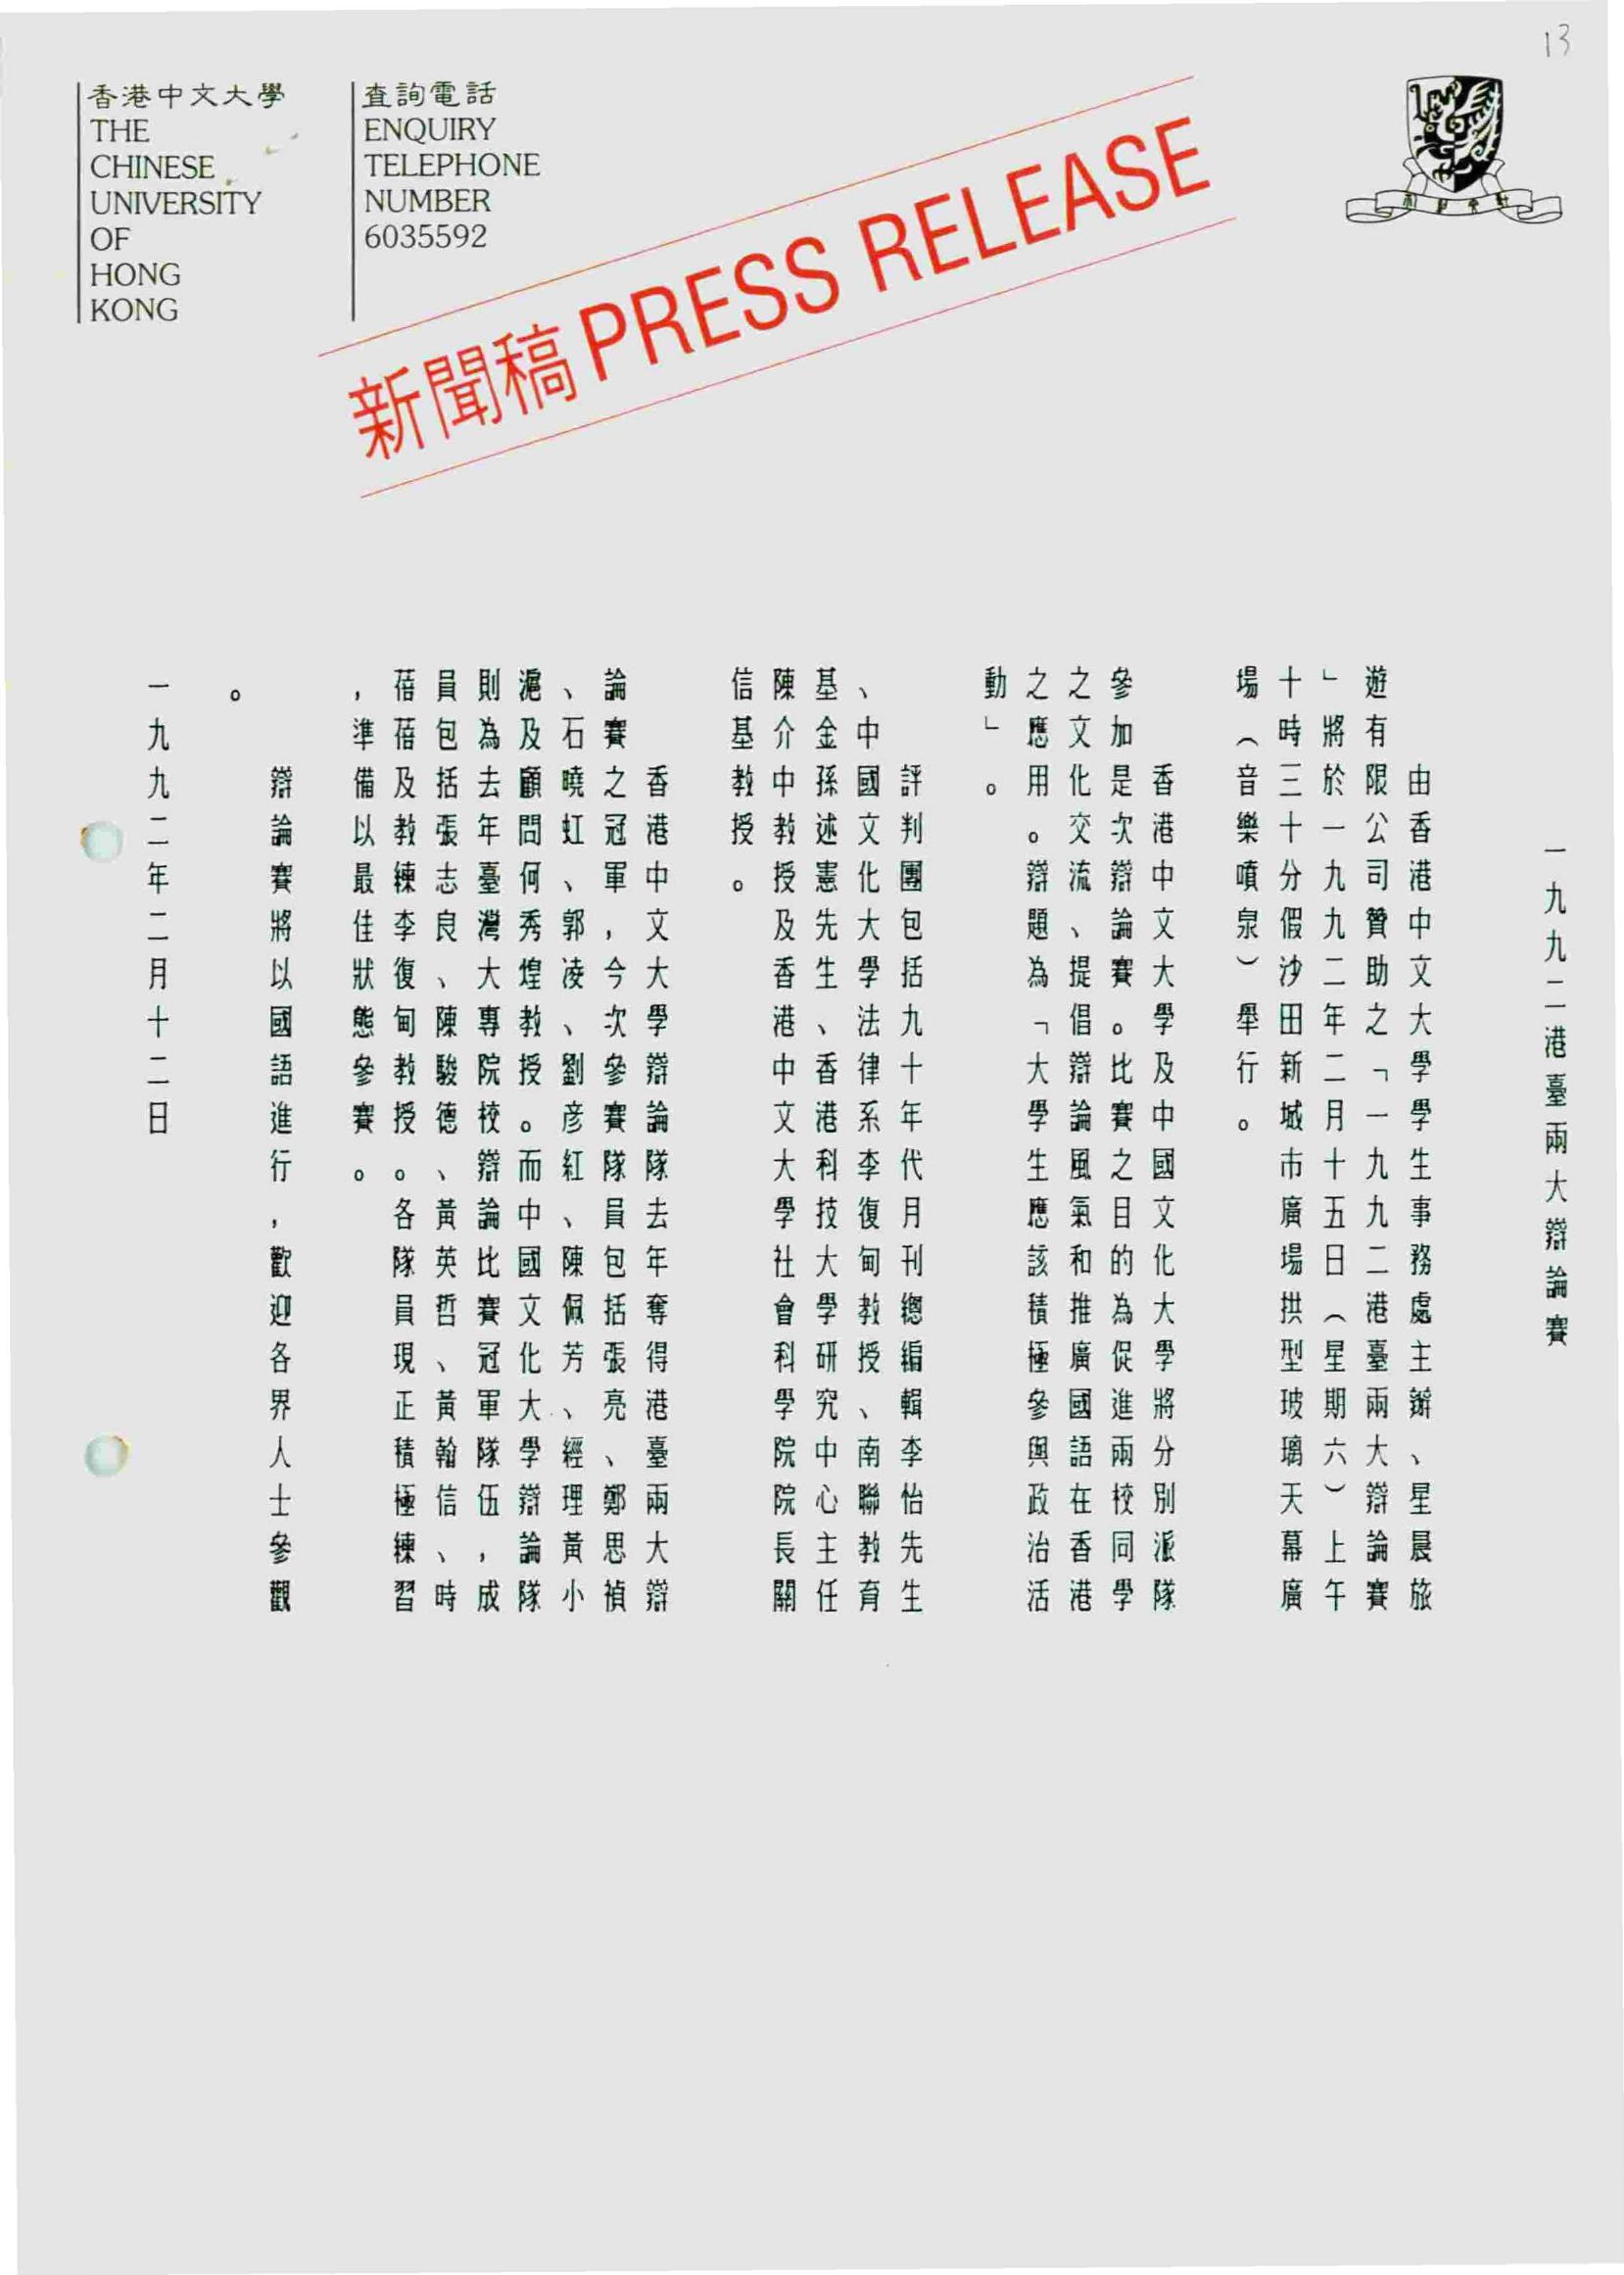 13
香港中文大學
THE
CHINESE
UNIVERSITY
OF
HONG
KONG
查詢電話
ENQUIRY
TELEPHONE
NUMBER
6035592
新聞稿 PRESS RELEASE
一九九二港臺兩大辯論賽
由香港中文大學學生事務處主辦、星晨旅
遊有限公司贊助之「一九九二港臺兩大辯論賽
」將於一九九二年二月十五日（星期六）上午
十時三十分假沙田新城市廣場拱型玻璃天幕廣
場（音樂噴泉）舉行。
香港中文大學及中國文化大學將分別派隊
參加是次辯論賽。比賽之目的為促進兩校同學
之文化交流、提倡辯論風氣和推廣國語在香港
之應用。辯題為「大學生應該積極參與政治活
動」。
評判團包括九十年代月刊總編輯李怡先生
、中國文化大學法律系李復甸教授、南聯教育
基金孫述憲先生、香港科技大學研究中心主任
陳介中教授及香港中文大學社會科學院院長關
信基教授。
香港中文大學辯論隊去年奪得港臺兩大辯
論賽之冠軍，今次參賽隊員包括張亮、鄭思禎
、石曉虹、郭凌、劉彦紅、陳佩芳、經理黃小
滬及顧問何秀煌教授。而中國文化大學辯論隊
則為去年臺灣大專院校辯論比賽冠軍隊伍，成
員包括張志良、陳駿德、黃英哲、黃翰信、時
蓓蓓及教練李復甸教授。各隊員現正積極練習
，準備以最佳狀態參賽。
辯論賽將以國語進行，歡迎各界人士參觀
。
一九九二年二月十二日